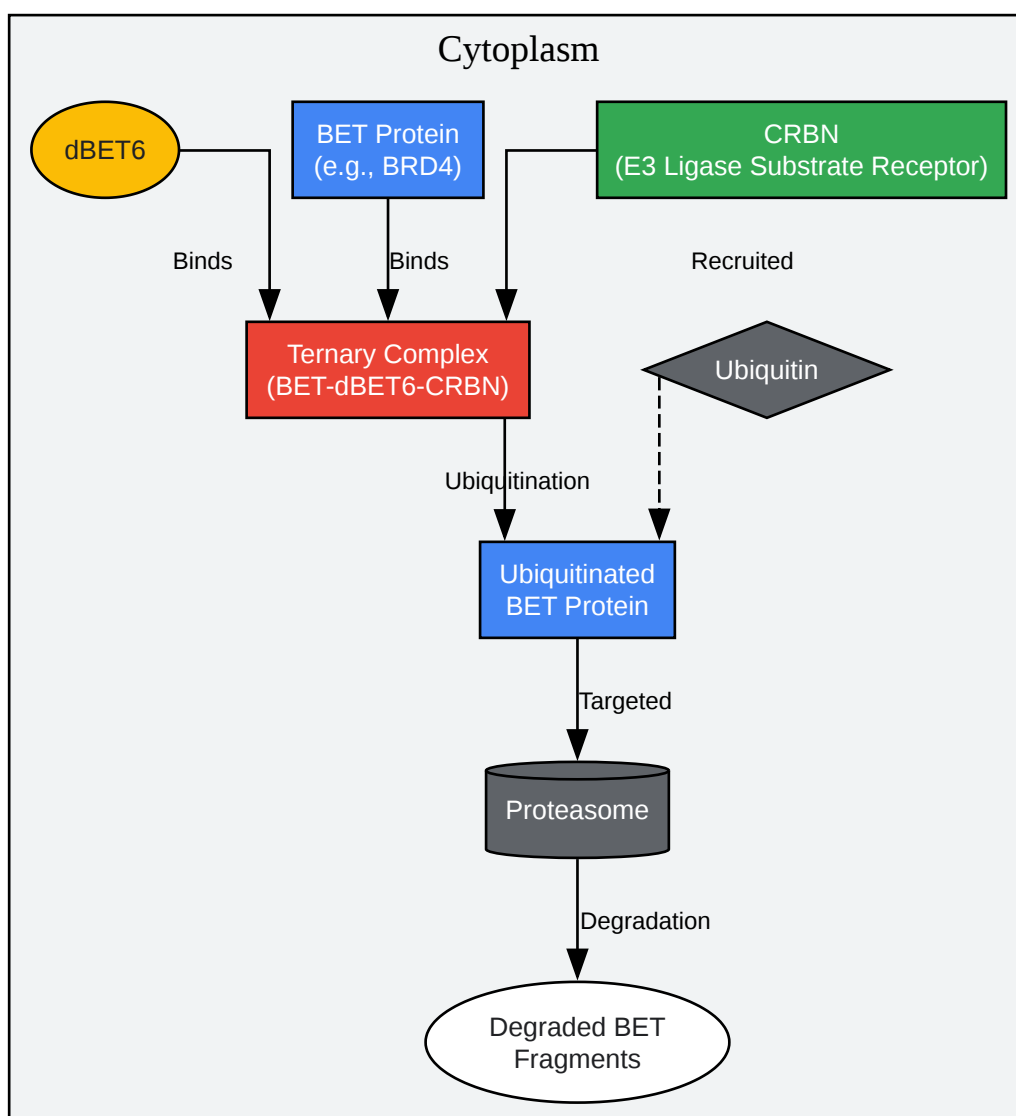 Cytoplasm
dBET6
BET Protein
(e.g., BRD4)
CRBN
(E3 Ligase Substrate Receptor)
Binds
Binds
Recruited
Ternary Complex
(BET-dBET6-CRBN)
Ubiquitin
Ubiquitination
Ubiquitinated
BET Protein
Targeted
Proteasome
Degradation
Degraded BET
Fragments